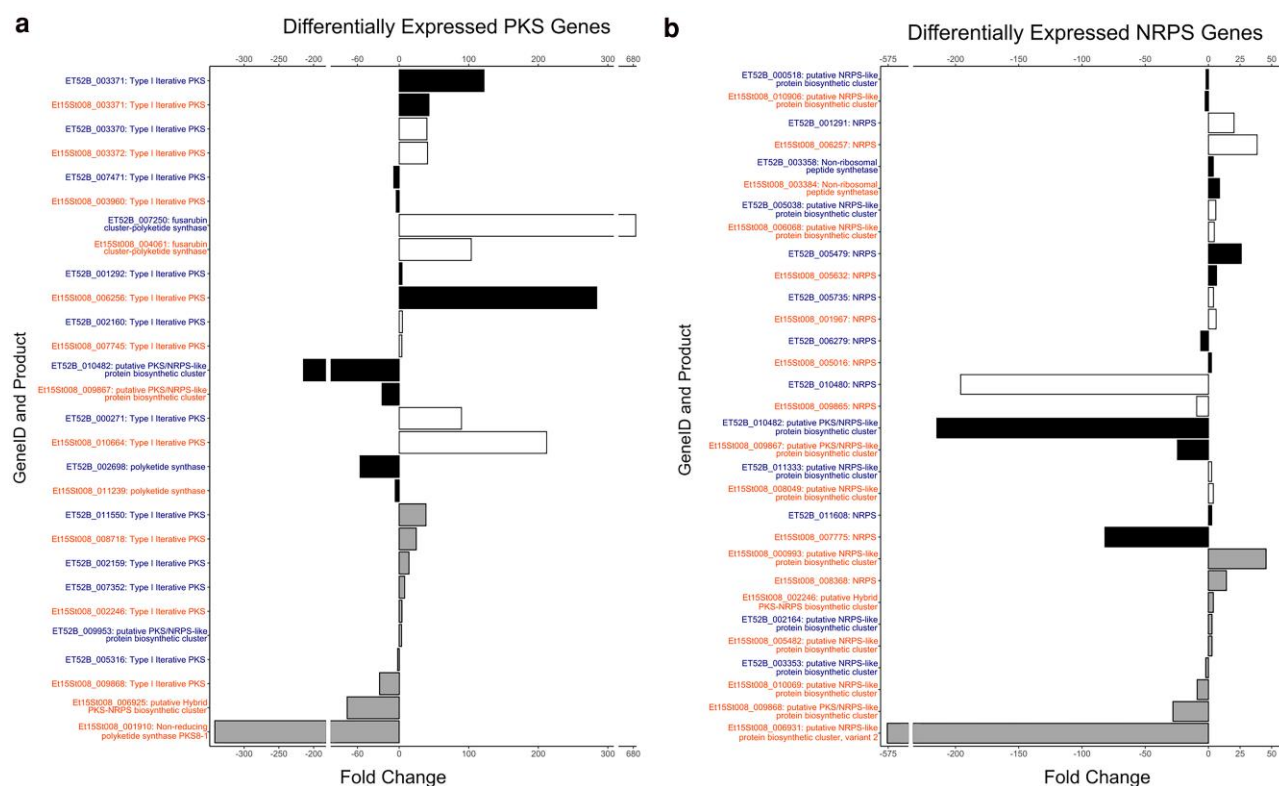 a
Differentially Expressed PKS Genes
-300 -200 -60 0 100 200 300 680
ET52B_003371: Type I Iterative PKS
Et15St008_003371: Type I Iterative PKS
ET52B_003370: Type I Iterative PKS
Et15St008_003372: Type I Iterative PKS
ET52B_007471: Type I Iterative PKS
Et15St008_003960: Type I Iterative PKS
ET52B_007250: fusarubin
cluster-polyketide synthase
Et15St008_004061: fusarubin
cluster-polyketide synthase
ET52B_001292: Type I Iterative PKS
Et15St008_006256: Type I Iterative PKS
ET52B_002160: Type I Iterative PKS
Et15St008_007745: Type I Iterative PKS
ET52B_010482: putative PKS/NRPS-like
protein biosynthetic cluster
Et15St008_009867: putative PKS/NRPS-like
protein biosynthetic cluster
ET52B_000271: Type I Iterative PKS
Et15St008_010664: Type I Iterative PKS
ET52B_002698: polyketide synthase
Et15St008_011239: polyketide synthase
ET52B_011550: Type I Iterative PKS
Et15St008_008718: Type I Iterative PKS
ET52B_002159: Type I Iterative PKS
ET52B_007352: Type I Iterative PKS
Et15St008_002246: Type I Iterative PKS
ET52B_009953: putative PKS/NRPS-like
protein biosynthetic cluster
ET52B_005316: Type I Iterative PKS
Et15St008_009868: Type I Iterative PKS
Et15St008_006925: putative Hybrid
PKS-NRPS biosynthetic cluster
Et15St008_001910: Non-reducing
polyketide synthase PKS8-1
GeneID and Product
-300 -200 -60 0 100 200 300 680
Fold Change
b
Differentially Expressed NRPS Genes
-575 -200 -150 -100 -50 0 25 50
ET52B_000518: putative NRPS-like
protein biosynthetic cluster
Et15St008_010906: putative NRPS-like
protein biosynthetic cluster
ET52B_001291: NRPS
Et15St008_006257: NRPS
ET52B_003358: Non-ribosomal
peptide synthetase
Et15St008_003384: Non-ribosomal
peptide synthetase
ET52B_005038: putative NRPS-like
protein biosynthetic cluster
Et15St008_006068: putative NRPS-like
protein biosynthetic cluster
ET52B_005479: NRPS
Et15St008_005632: NRPS
ET52B_005735: NRPS
Et15St008_001967: NRPS
ET52B_006279: NRPS
Et15St008_005016: NRPS
ET52B_010480: NRPS
Et15St008_009865: NRPS
ET52B_010482: putative PKS/NRPS-like
protein biosynthetic cluster
Et15St008_009867: putative PKS/NRPS-like
protein biosynthetic cluster
ET52B_011333: putative NRPS-like
protein biosynthetic cluster
Et15St008_008049: putative NRPS-like
protein biosynthetic cluster
ET52B_011608: NRPS
Et15St008_007775: NRPS
Et15St008_000993: putative NRPS-like
protein biosynthetic cluster
Et15St008_008368: NRPS
Et15St008_002246: putative Hybrid
PKS-NRPS biosynthetic cluster
ET52B_002164: putative NRPS-like
protein biosynthetic cluster
Et15St008_005482: putative NRPS-like
protein biosynthetic cluster
ET52B_003353: putative NRPS-like
protein biosynthetic cluster
Et15St008_010069: putative NRPS-like
protein biosynthetic cluster
Et15St008_009868: putative PKS/NRPS-like
protein biosynthetic cluster
Et15St008_006931: putative NRPS-like
protein biosynthetic cluster, variant 2
GeneID and Product
-575 -200 -150 -100 -50 0 25 50
Fold Change